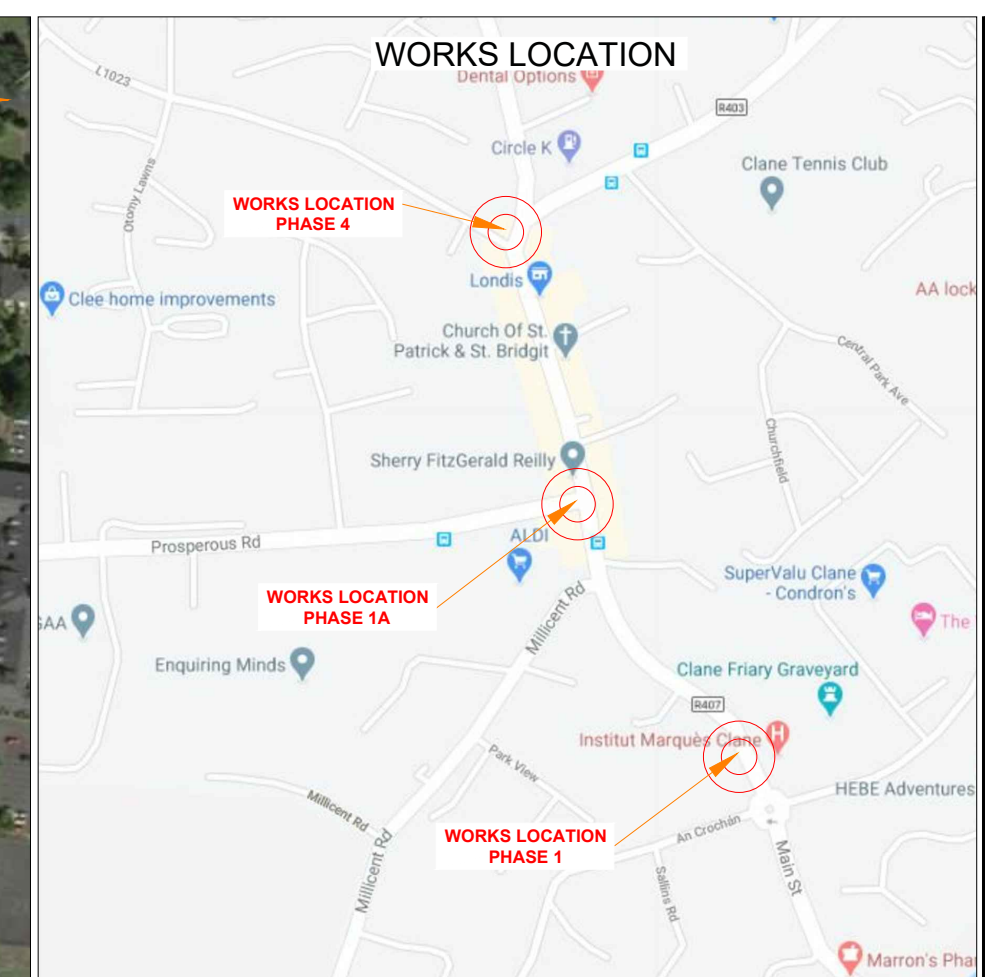 WORKS LOCATION
Dental Options
L1023
R403
Circle K
Clane Tennis Club
Otomy Lawns
WORKS LOCATION
PHASE 4
Londis
AA lock
Clee home improvements
Church Of St.
Patrick & St. Bridgit
Central Park Ave
Churchfield
Sherry FitzGerald Reilly
Prosperous Rd
ALDI
SuperValu Clane
- Condron's
WORKS LOCATION
PHASE 1A
Millicent Rd
GAA
The
Enquiring Minds
Clane Friary Graveyard
R407
Institut Marquès Clane
Park View
HEBE Adventures
Millicent Rd
WORKS LOCATION
PHASE 1
An Crochán
Main St
Millicent Rd
Sallins Rd
Marron's Pha